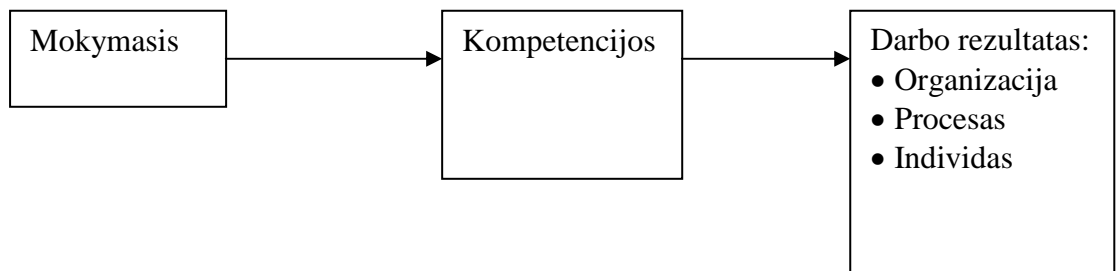 Mokymasis
Kompetencijos
Darbo rezultatas:
• Organizacija
• Procesas
• Individas